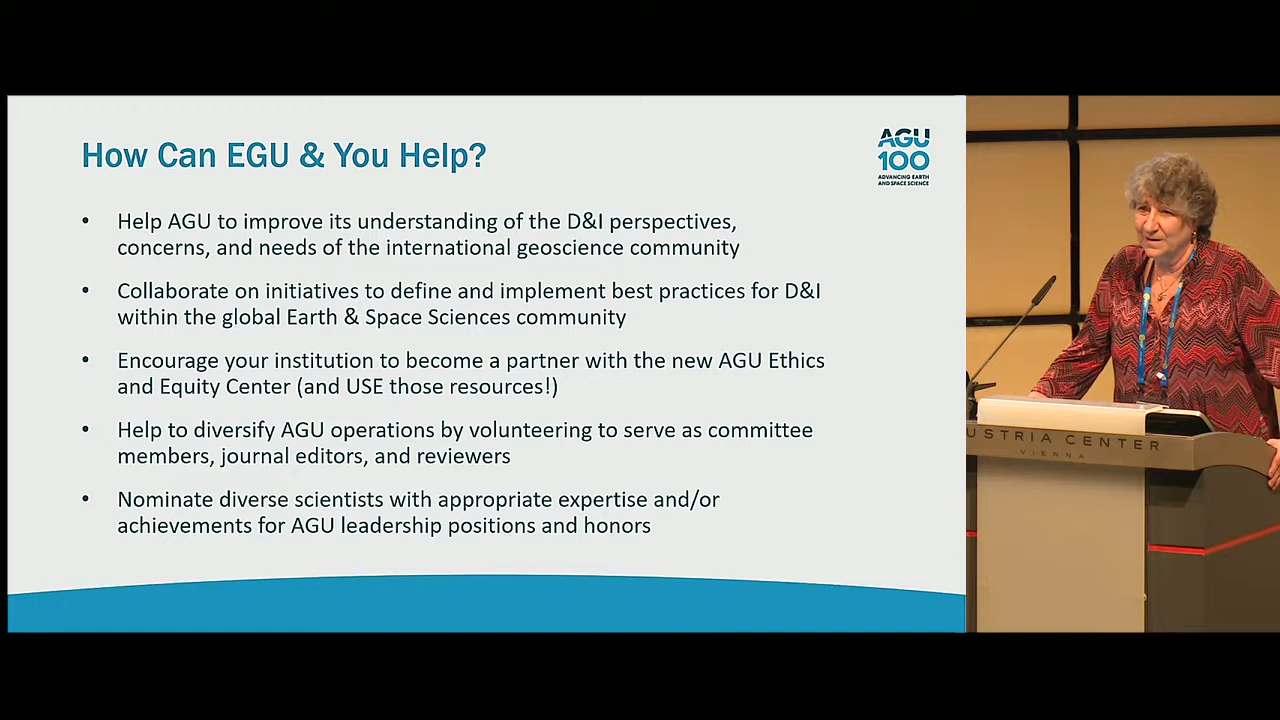 How Can EGU & You Help?
AGU
100
ADVANCING EARTH
AND SPACE SCIENCE
• Help AGU to improve its understanding of the D&I perspectives,
concerns, and needs of the international geoscience community
• Collaborate on initiatives to define and implement best practices for D&I
within the global Earth & Space Sciences community
• Encourage your institution to become a partner with the new AGU Ethics
and Equity Center (and USE those resources!)
• Help to diversify AGU operations by volunteering to serve as committee
members, journal editors, and reviewers
• Nominate diverse scientists with appropriate expertise and/or
achievements for AGU leadership positions and honors
USTRIA CENTER
VIENNA